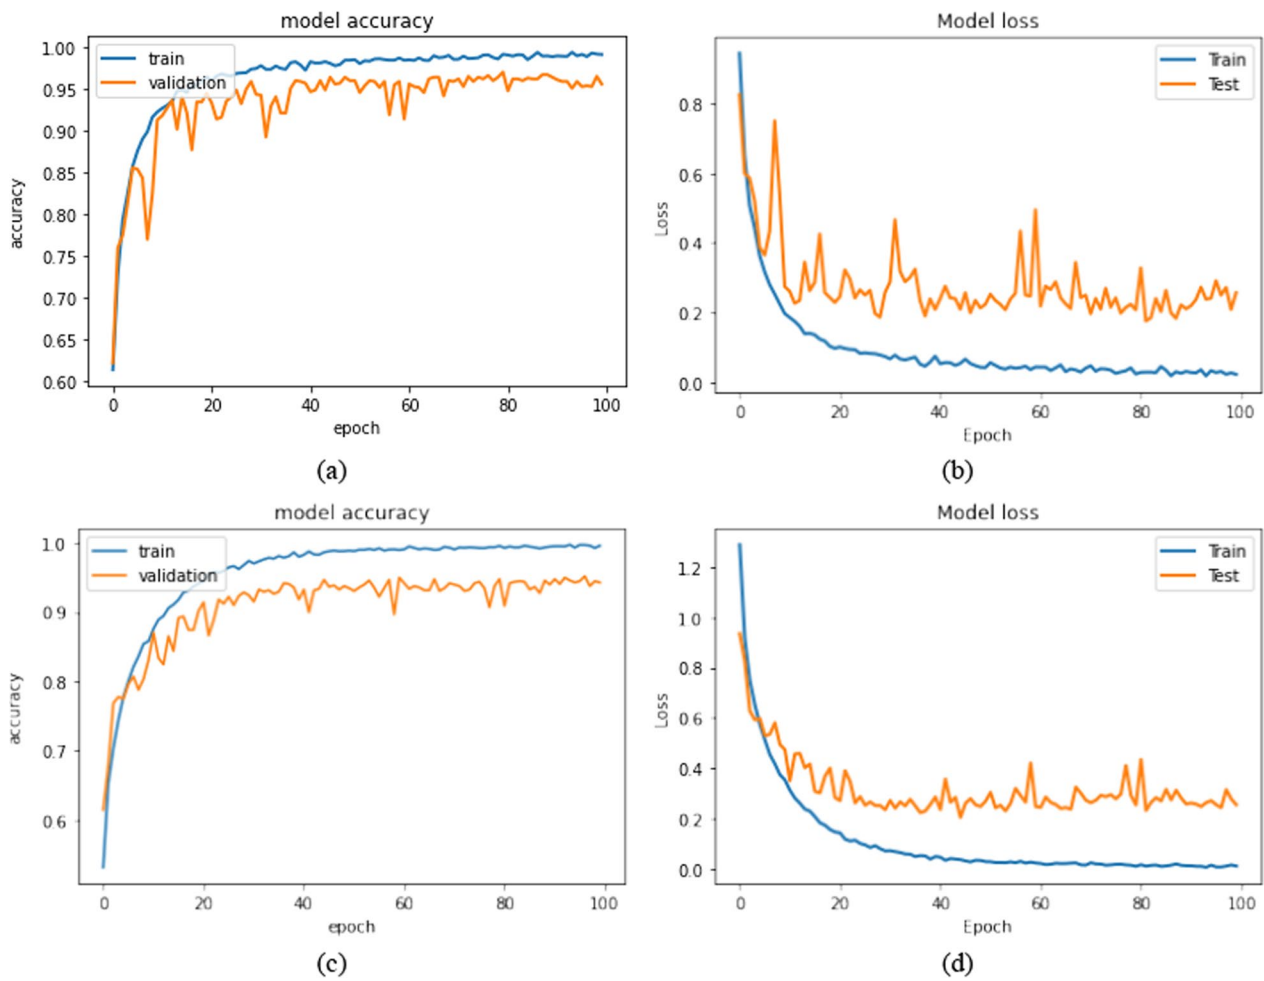 model accuracy
train
validation
1.00
0.95
0.90
0.85
0.80
0.75
0.70
0.65
0.60
accuracy
0 20 40 60 80 100
epoch
(a)
Model loss
Train
Test
0.8
0.6
0.4
0.2
0.0
Loss
0 20 40 60 80 100
Epoch
(b)
model accuracy
train
validation
1.0
0.9
0.8
0.7
0.6
accuracy
0 20 40 60 80 100
epoch
(c)
Model loss
Train
Test
1.2
1.0
0.8
0.6
0.4
0.2
0.0
Loss
0 20 40 60 80 100
Epoch
(d)